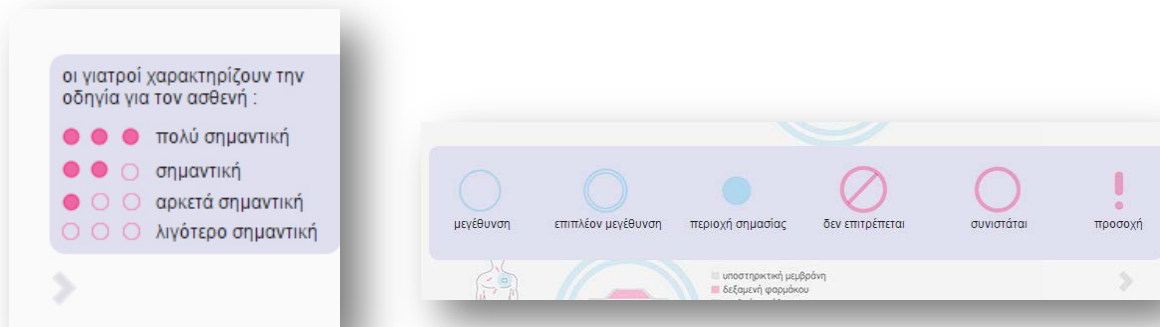 οι γιατροί χαρακτηρίζουν την
οδηγία για τον ασθενή :
πολύ σημαντική
σημαντική
αρκετά σημαντική
λιγότερο σημαντική
μεγέθυνση
επιπλέον μεγέθυνση
περιοχή σημασίας
δεν επιτρέπεται
συνιστάται
προσοχή
υποστηρικτική μεμβράνη
δεξαμενή φαρμάκου